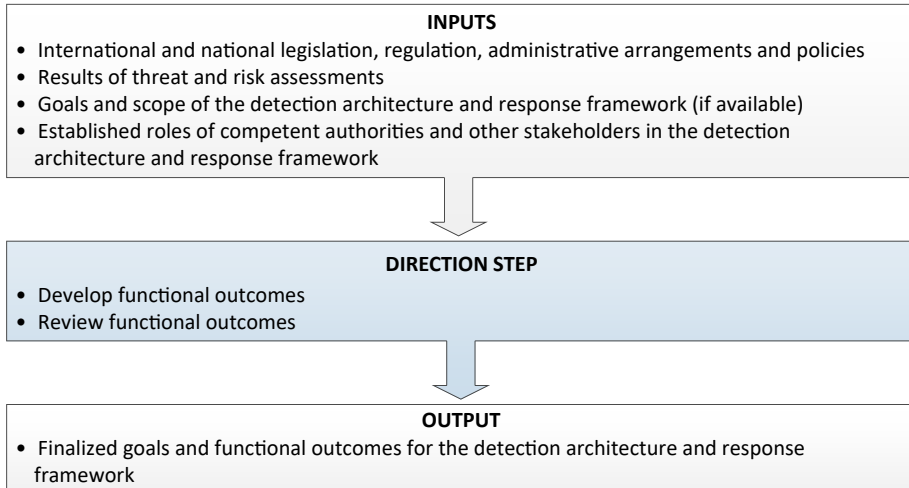 INPUTS
• International and national legislation, regulation, administrative arrangements and policies
• Results of threat and risk assessments
• Goals and scope of the detection architecture and response framework (if available)
• Established roles of competent authorities and other stakeholders in the detection
architecture and response framework
DIRECTION STEP
• Develop functional outcomes
• Review functional outcomes
OUTPUT
• Finalized goals and functional outcomes for the detection architecture and response
framework